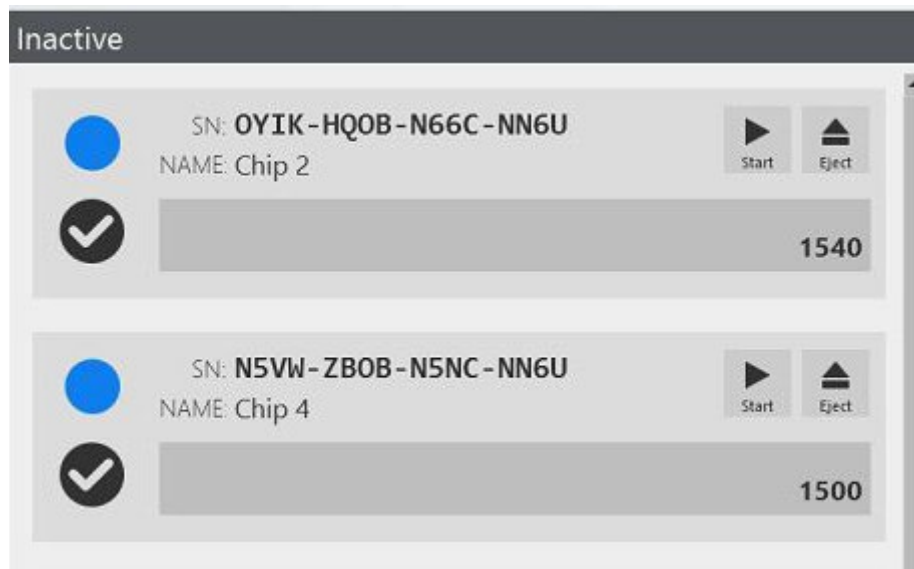 Inactive
SN: OYIK-HQOB-N66C-NN6U
NAME: Chip 2
Start
Eject
1540
SN: N5VW-ZBOB-N5NC-NN6U
NAME: Chip 4
Start
Eject
1500